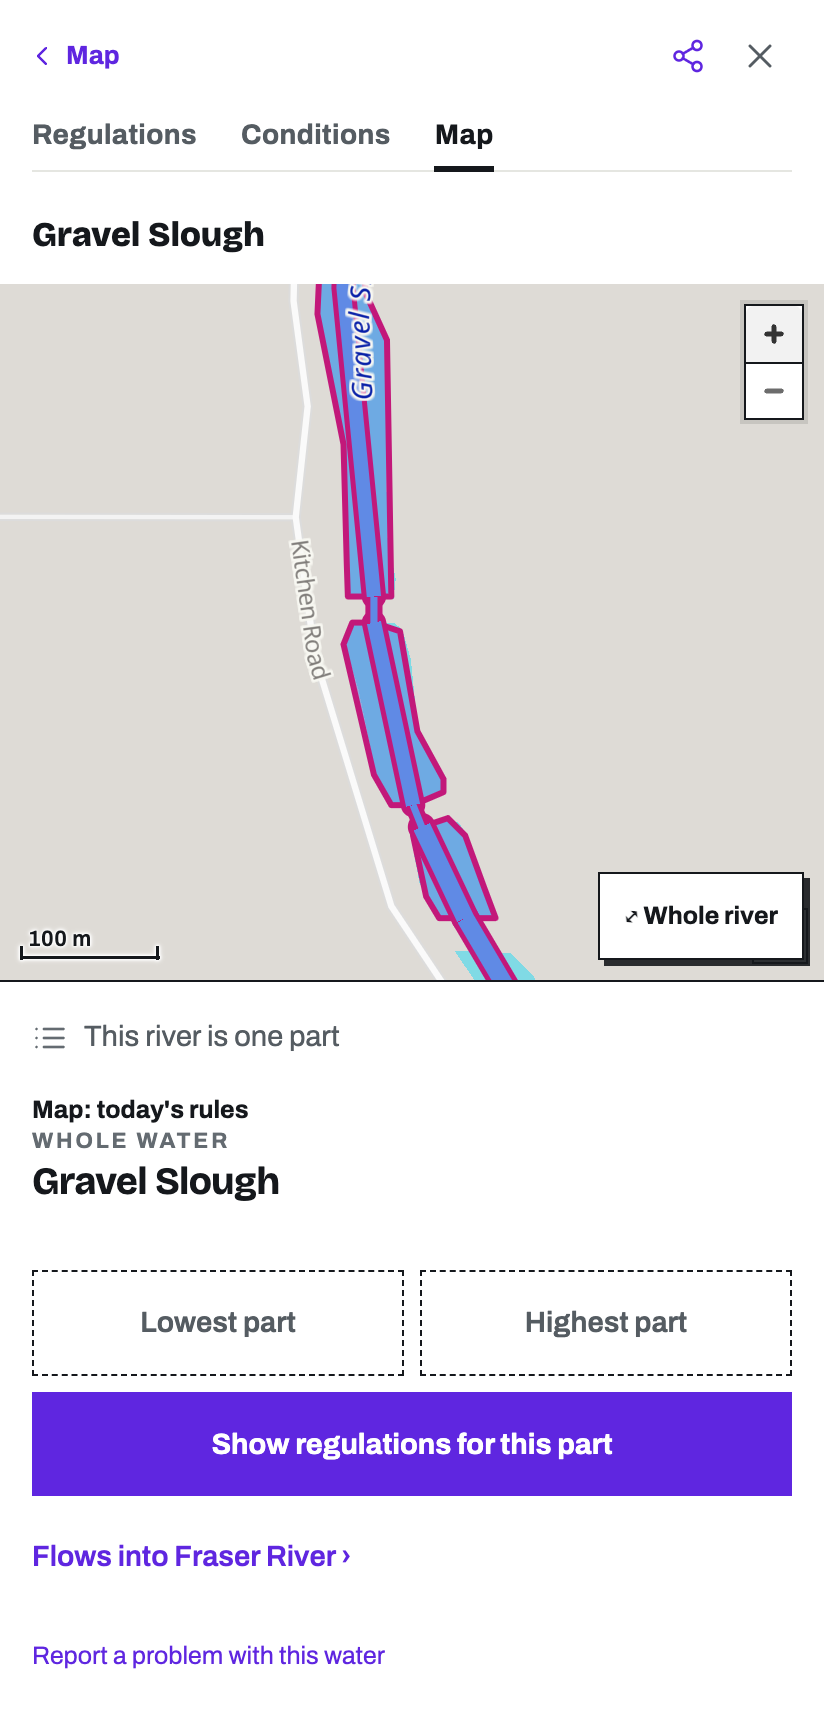 Map
Regulations
Conditions
Map
Gravel Slough
Gravel S
Kitchen Road
+
−
100 m
Whole river
This river is one part
Map: today's rules
WHOLE WATER
Gravel Slough
Lowest part
Highest part
Show regulations for this part
Flows into Fraser River ›
Report a problem with this water